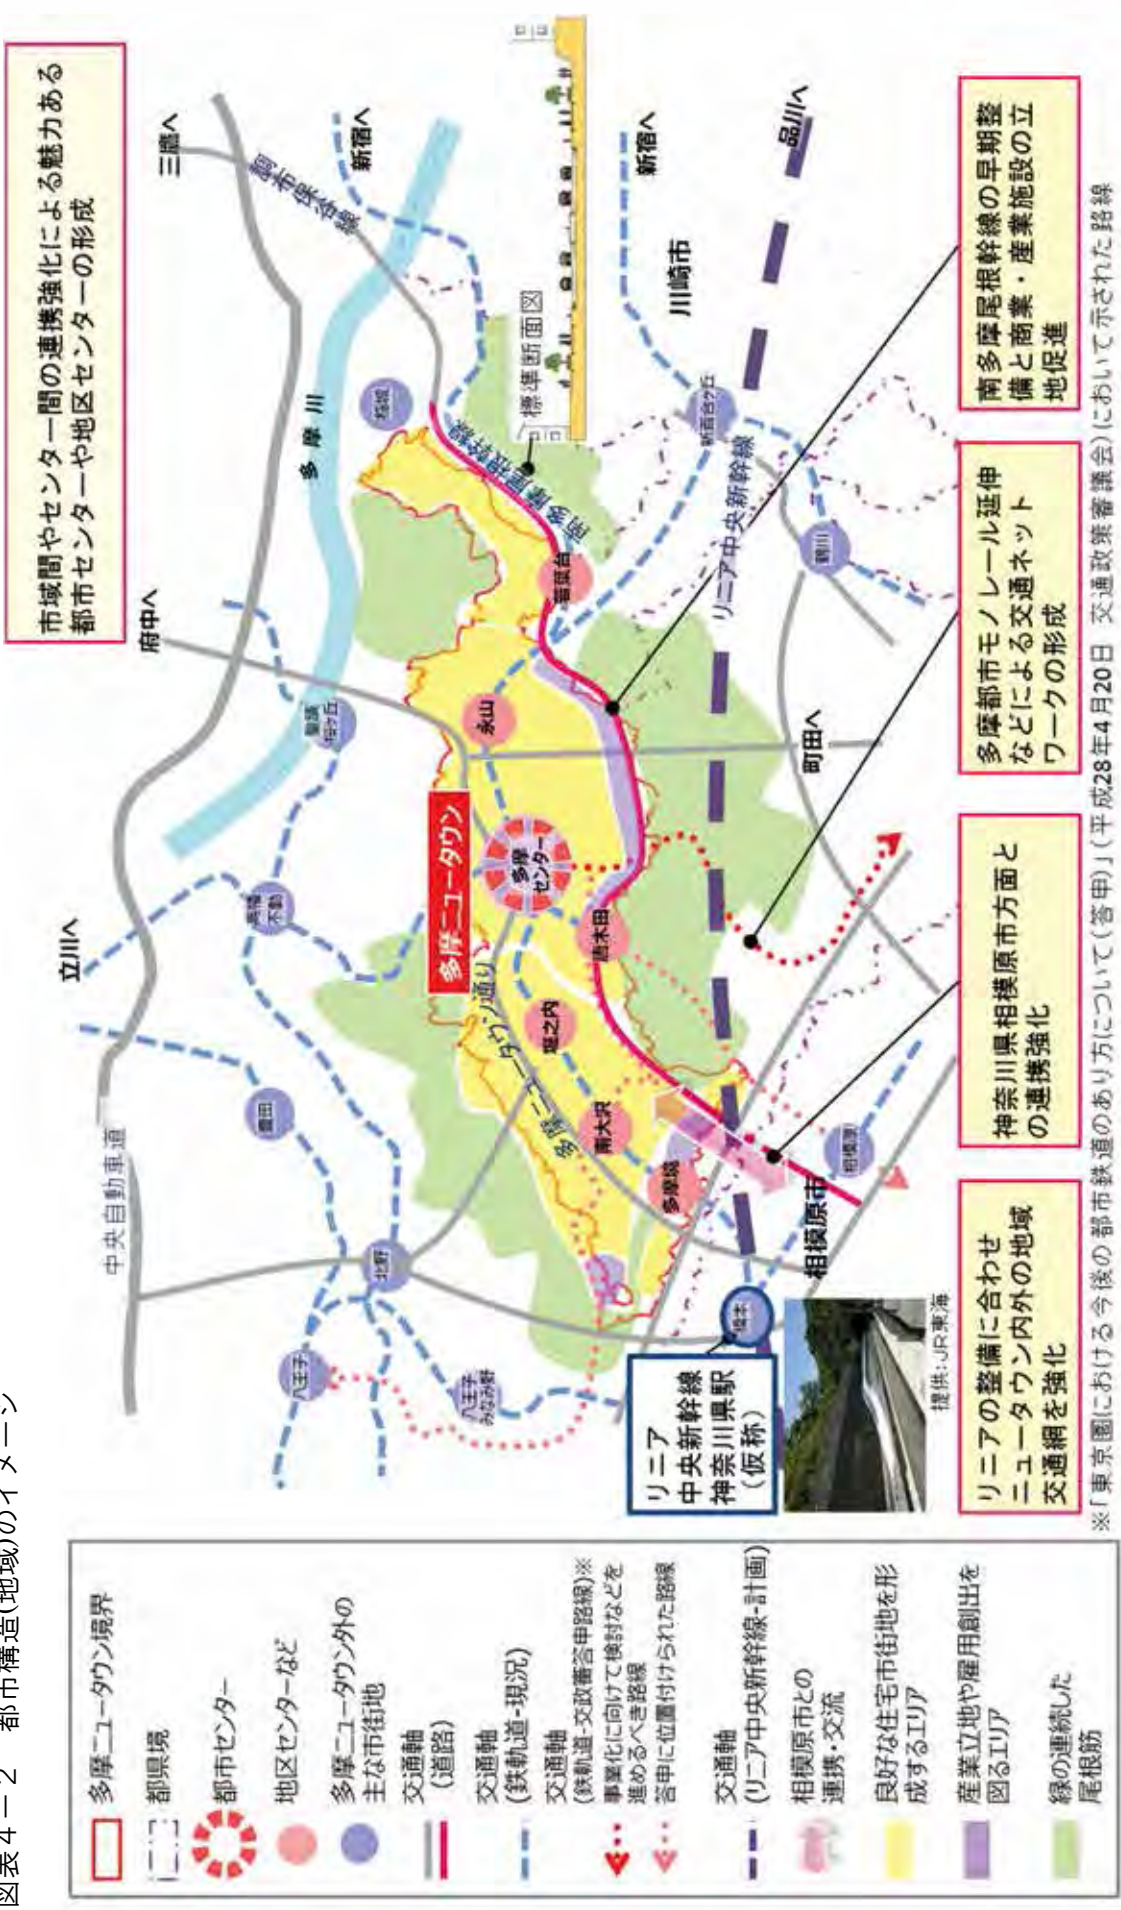 図表4－2　都市構造(地域)のイメージ
市域間やセンター間の連携強化による魅力ある
都市センターや地区センターの形成
三鷹へ
調布保谷線
新宿へ
多摩川
府中へ
立川へ
中央自動車道
稲城
聖蹟
桜ヶ丘
高幡
不動
豊田
北野
八王子
八王子
みなみ野
多摩ニュータウン
多摩ニュータウン通り
南多摩尾根幹線
標準断面図
若葉台
永山
多摩
センター
唐木田
堀之内
南大沢
多摩境
新宿へ
川崎市
品川へ
新百合ヶ丘
リニア中央新幹線
鶴川
町田へ
相模原
相模原市
橋本
リニア
中央新幹線
神奈川県駅
(仮称)
提供：JR東海
リニアの整備に合わせ
ニュータウン内外の地域
交通網を強化
神奈川県相模原市方面と
の連携強化
多摩都市モノレール延伸
などによる交通ネット
ワークの形成
南多摩尾根幹線の早期整
備と商業・産業施設の立
地促進
※「東京圏における今後の都市鉄道のあり方について(答申)」(平成28年4月20日　交通政策審議会)において示された路線
多摩ニュータウン境界
都県境
都市センター
地区センターなど
多摩ニュータウン外の
主な市街地
交通軸
(道路)
交通軸
(鉄軌道-現況)
交通軸
(鉄軌道-交政審答申路線)※
事業化に向けて検討などを
進めるべき路線
答申に位置付けられた路線
交通軸
(リニア中央新幹線-計画)
相模原市との
連携・交流
良好な住宅市街地を形
成するエリア
産業立地や雇用創出を
図るエリア
緑の連続した
尾根筋